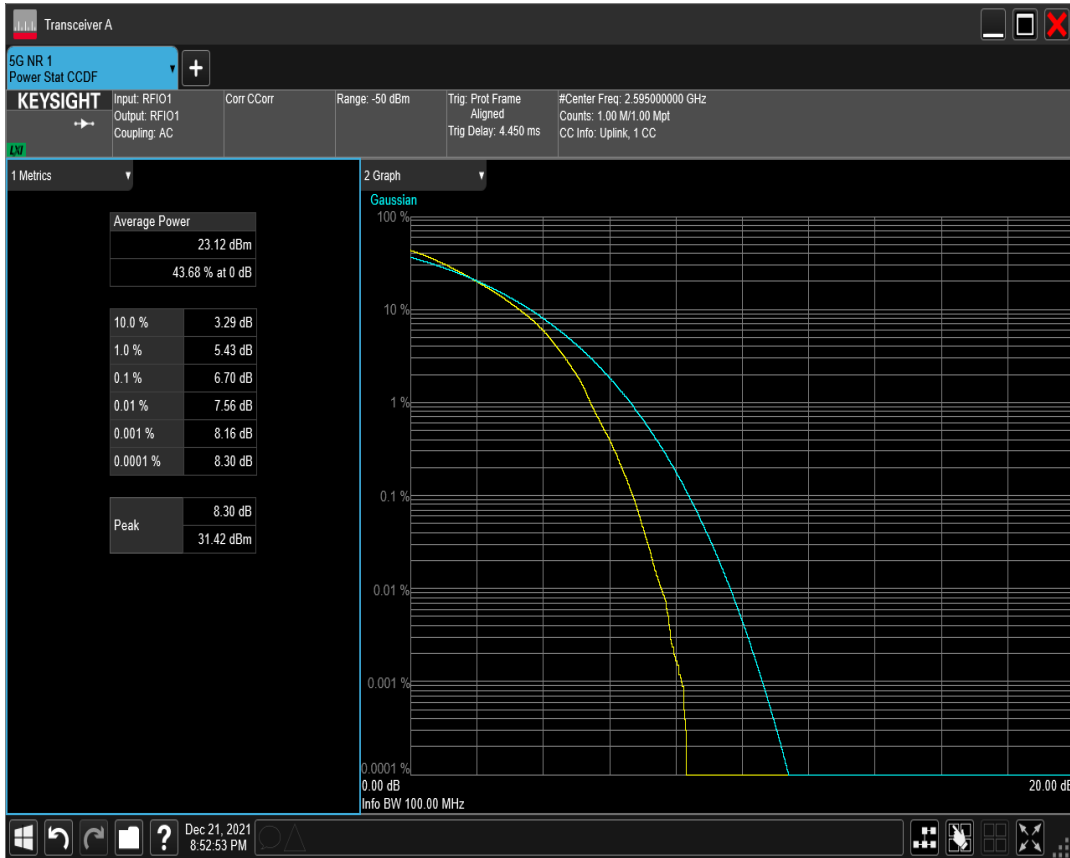 Transceiver A
5G NR 1
Power Stat CCDF
KEYSIGHT
LXI
Input: RFIO1
Output: RFIO1
Coupling: AC
Corr CCorr
Range: -50 dBm
Trig: Prot Frame
Aligned
Trig Delay: 4.450 ms
#Center Freq: 2.595000000 GHz
Counts: 1.00 M/1.00 Mpt
CC Info: Uplink, 1 CC
1 Metrics
Average Power
23.12 dBm
43.68 % at 0 dB
10.0 % 3.29 dB
1.0 % 5.43 dB
0.1 % 6.70 dB
0.01 % 7.56 dB
0.001 % 8.16 dB
0.0001 % 8.30 dB
Peak 8.30 dB
31.42 dBm
2 Graph
Gaussian
100 %
10 %
1 %
0.1 %
0.01 %
0.001 %
0.0001 %
0.00 dB 20.00 dB
Info BW 100.00 MHz
?
Dec 21, 2021
8:52:53 PM